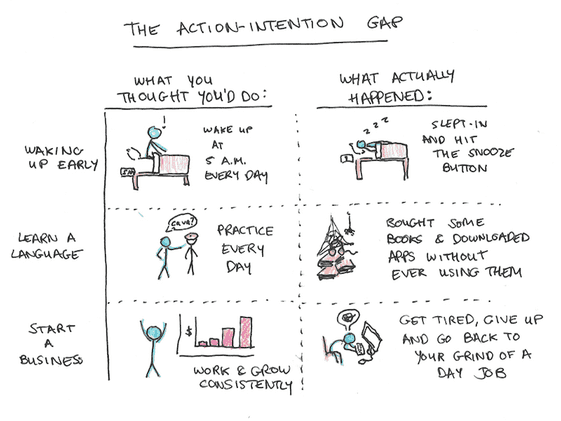 THE ACTION-INTENTION GAP
WHAT YOU
THOUGHT YOU'D DO:
WHAT ACTUALLY
HAPPENED:
WAKING
UP EARLY
WAKE UP
AT
5 A.M.
EVERY DAY
z z z
SLEPT-IN
AND HIT
THE SNOOZE
BUTTON
LEARN A
LANGUAGE
ÇA VA?
PRACTICE
EVERY
DAY
BOUGHT SOME
BOOKS & DOWNLOADED
APPS WITHOUT
EVER USING THEM
START
A
BUSINESS
$
WORK & GROW
CONSISTENTLY
GET TIRED, GIVE UP
AND GO BACK TO
YOUR GRIND OF A
DAY JOB